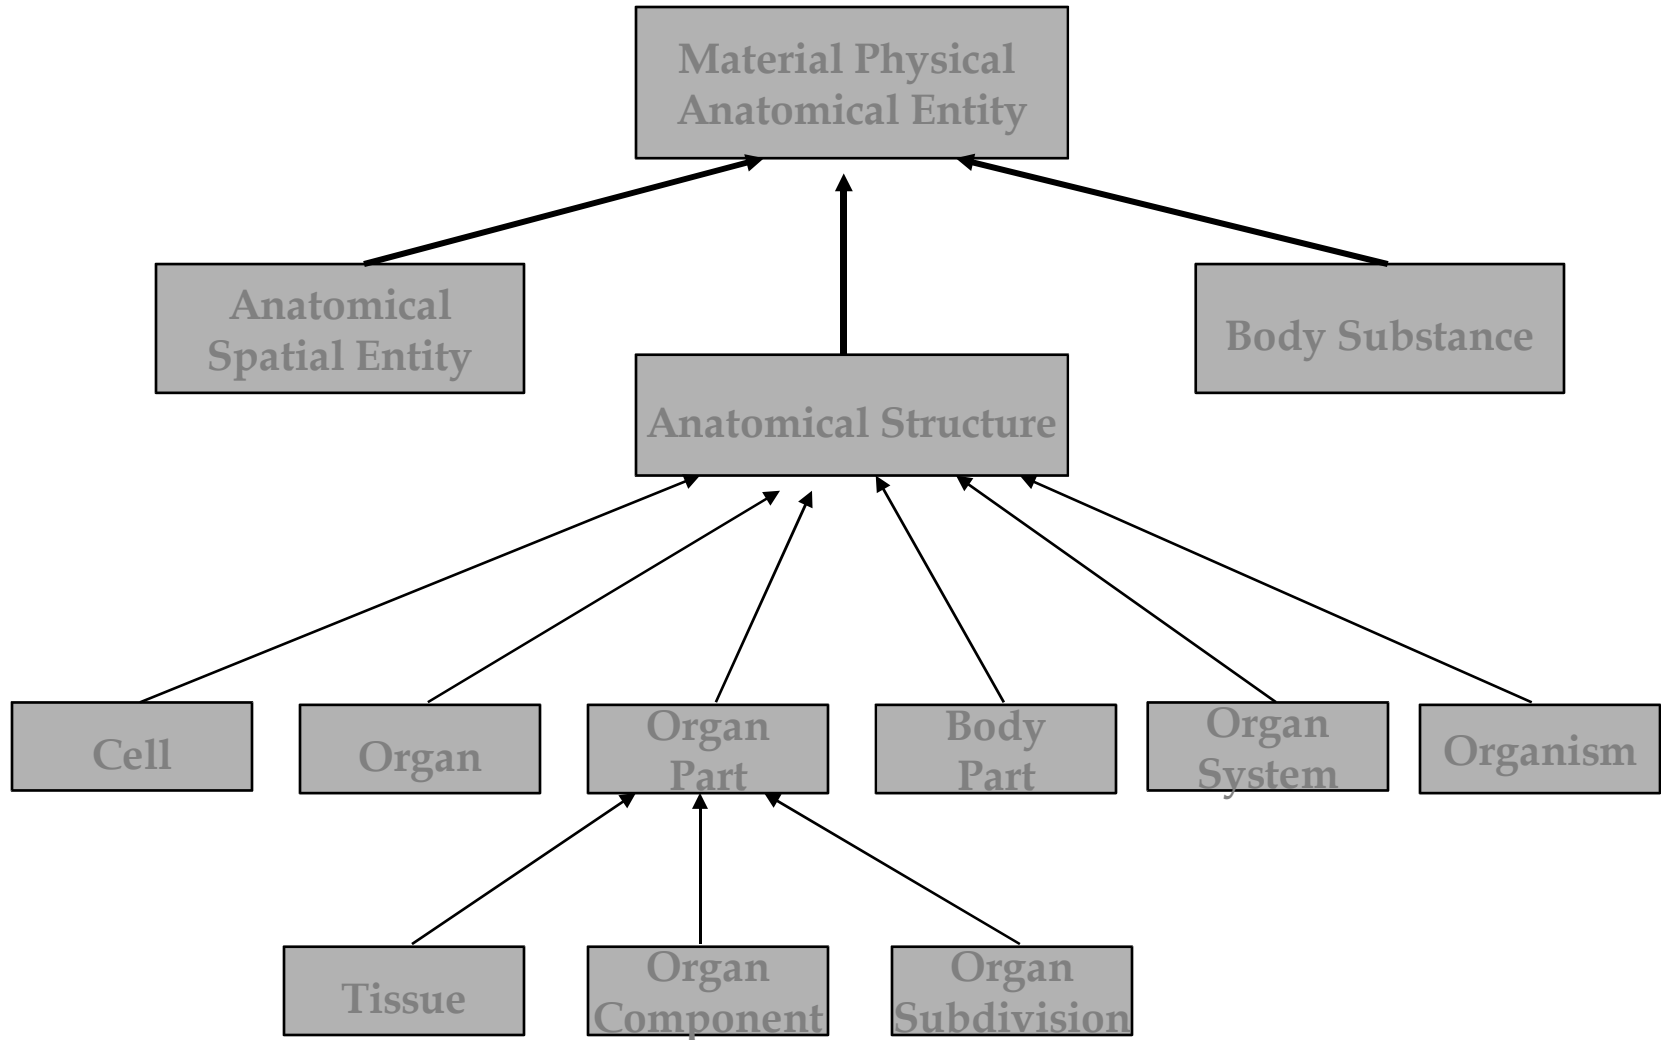 Material Physical
Anatomical Entity
Anatomical
Spatial Entity
Body Substance
Anatomical Structure
Cell
Organ
Organ
Part
Body
Part
Organ
System
Organism
Tissue
Organ
Component
Organ
Subdivision